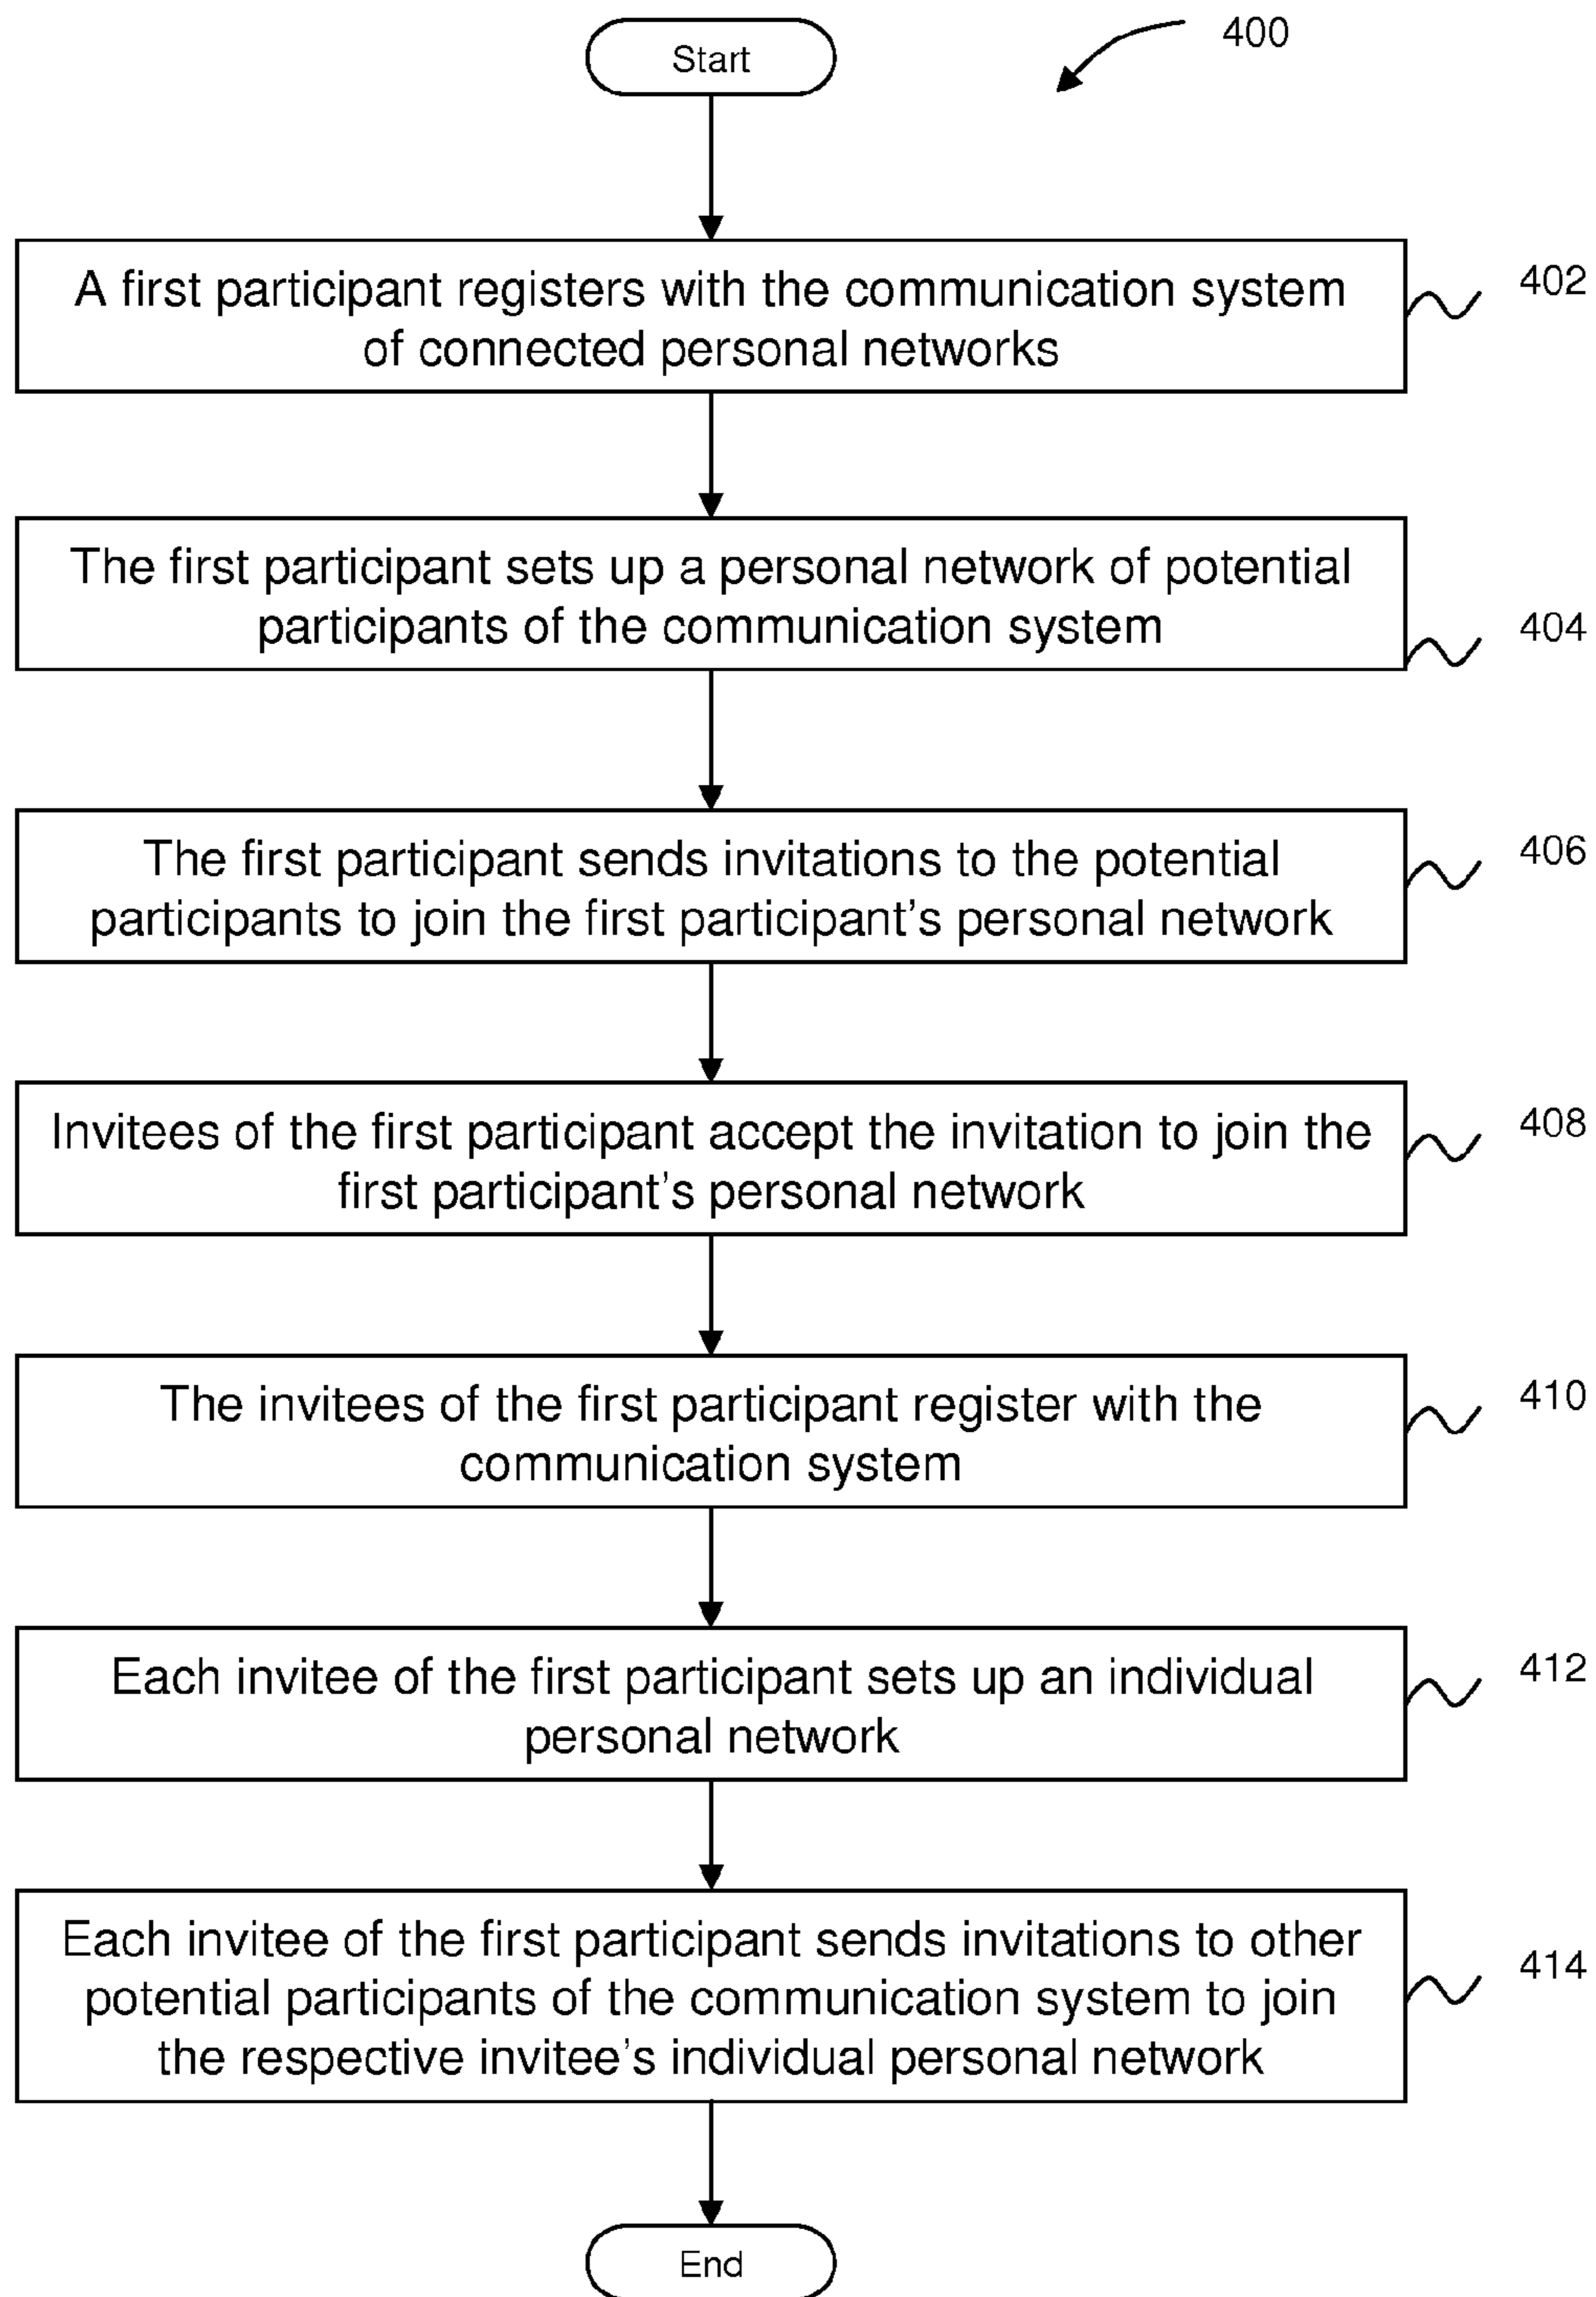 Start
400
A first participant registers with the communication system
of connected personal networks
402
The first participant sets up a personal network of potential
participants of the communication system
404
The first participant sends invitations to the potential
participants to join the first participant's personal network
406
Invitees of the first participant accept the invitation to join the
first participant's personal network
408
The invitees of the first participant register with the
communication system
410
Each invitee of the first participant sets up an individual
personal network
412
Each invitee of the first participant sends invitations to other
potential participants of the communication system to join
the respective invitee's individual personal network
414
End